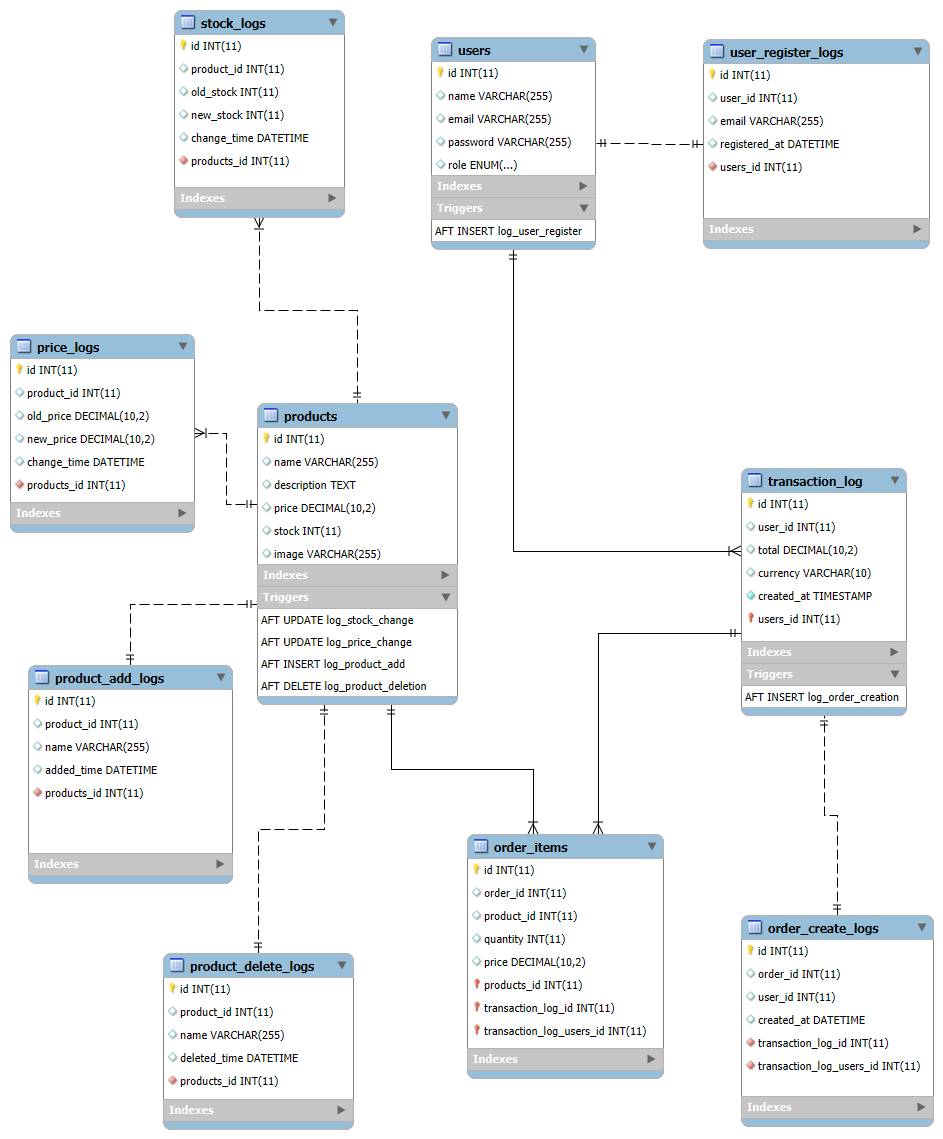 stock_logs
id INT(11)
product_id INT(11)
old_stock INT(11)
new_stock INT(11)
change_time DATETIME
products_id INT(11)
Indexes
users
id INT(11)
name VARCHAR(255)
email VARCHAR(255)
password VARCHAR(255)
role ENUM(...)
Indexes
Triggers
AFT INSERT log_user_register
user_register_logs
id INT(11)
user_id INT(11)
email VARCHAR(255)
registered_at DATETIME
users_id INT(11)
Indexes
price_logs
id INT(11)
product_id INT(11)
old_price DECIMAL(10,2)
new_price DECIMAL(10,2)
change_time DATETIME
products_id INT(11)
Indexes
products
id INT(11)
name VARCHAR(255)
description TEXT
price DECIMAL(10,2)
stock INT(11)
image VARCHAR(255)
Indexes
Triggers
AFT UPDATE log_stock_change
AFT UPDATE log_price_change
AFT INSERT log_product_add
AFT DELETE log_product_deletion
transaction_log
id INT(11)
user_id INT(11)
total DECIMAL(10,2)
currency VARCHAR(10)
created_at TIMESTAMP
users_id INT(11)
Indexes
Triggers
AFT INSERT log_order_creation
product_add_logs
id INT(11)
product_id INT(11)
name VARCHAR(255)
added_time DATETIME
products_id INT(11)
Indexes
order_items
id INT(11)
order_id INT(11)
product_id INT(11)
quantity INT(11)
price DECIMAL(10,2)
products_id INT(11)
transaction_log_id INT(11)
transaction_log_users_id INT(11)
Indexes
product_delete_logs
id INT(11)
product_id INT(11)
name VARCHAR(255)
deleted_time DATETIME
products_id INT(11)
Indexes
order_create_logs
id INT(11)
order_id INT(11)
user_id INT(11)
created_at DATETIME
transaction_log_id INT(11)
transaction_log_users_id INT(11)
Indexes